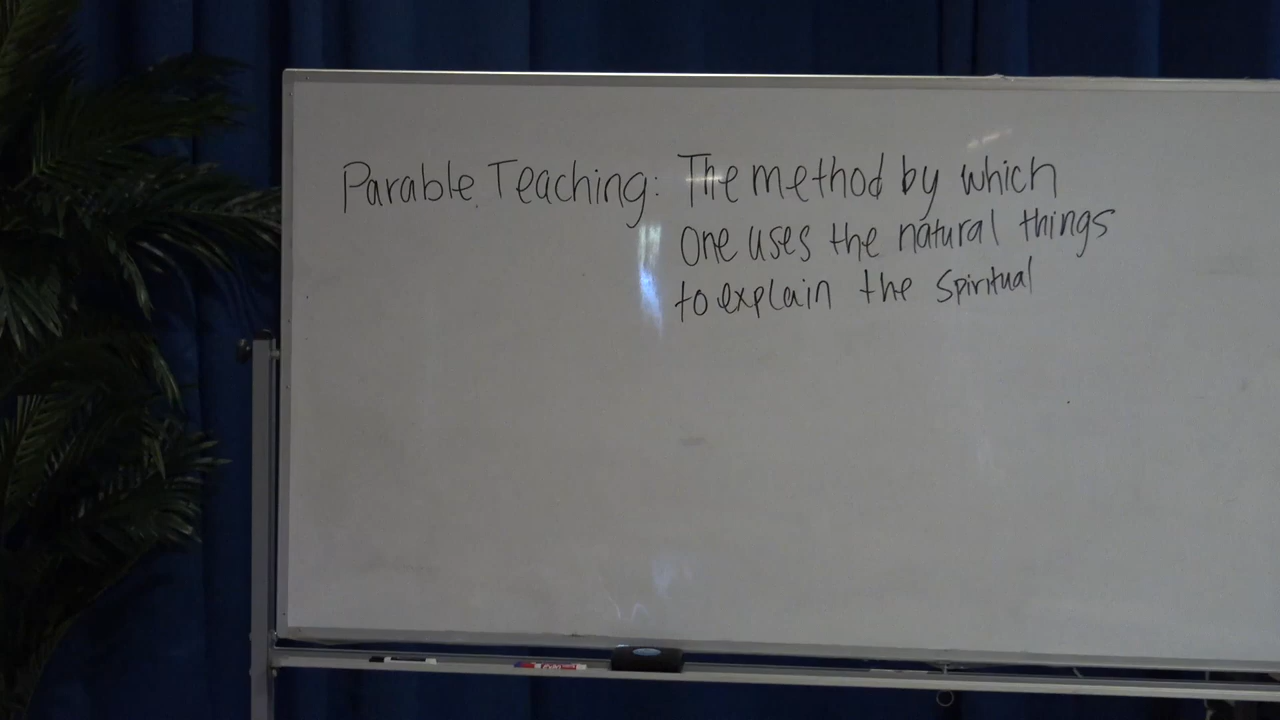 Parable Teaching: The method by which
one uses the natural things
to explain the spiritual